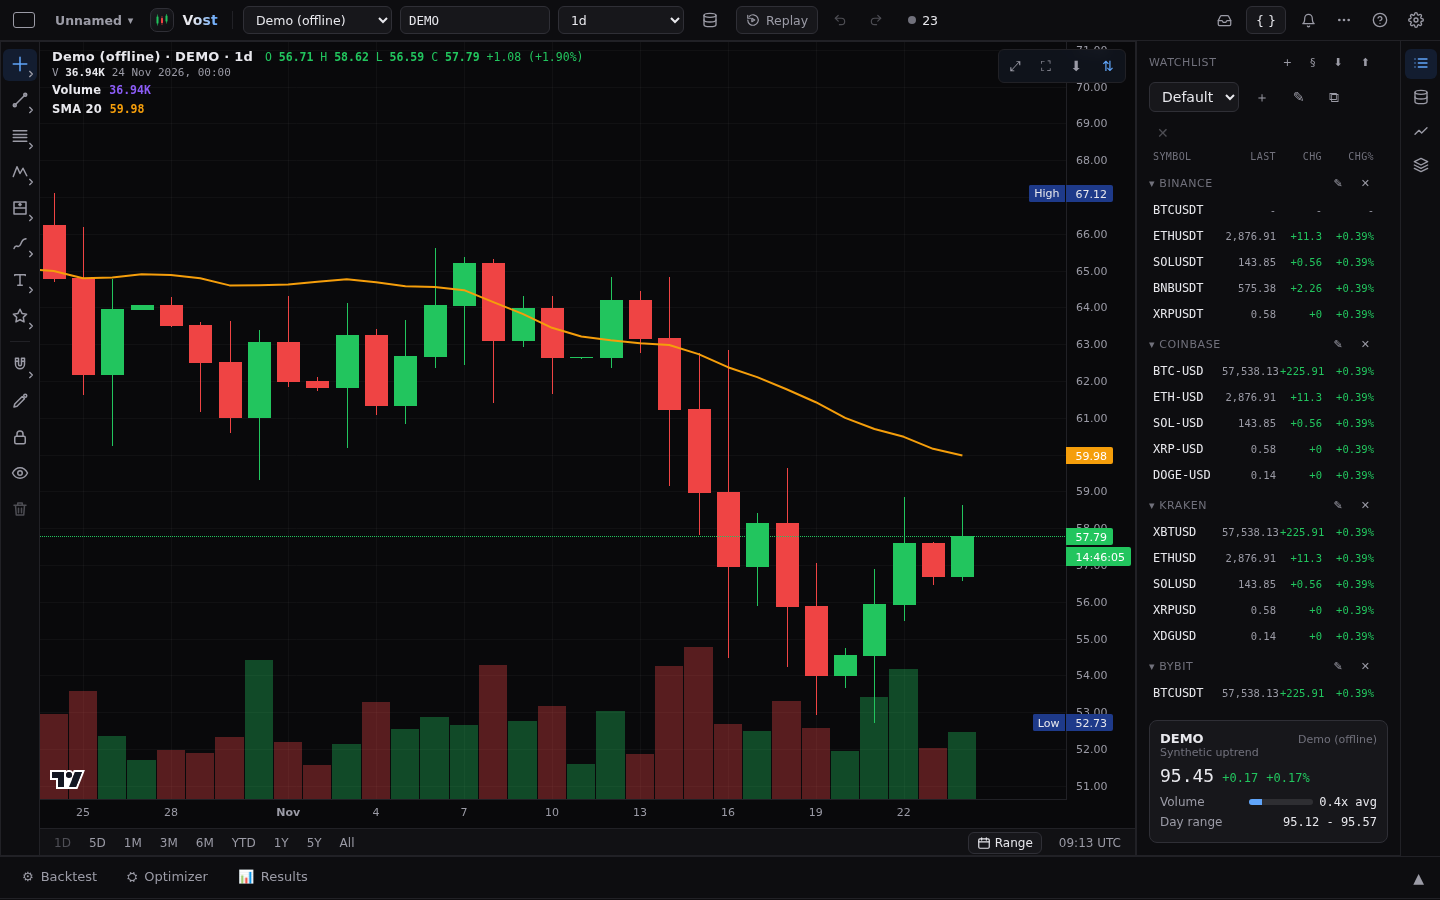 Unnamed ▾ Vost Demo (offline) DEMO 1d Replay 23 { }
Demo (offline) · DEMO · 1d O 56.71 H 58.62 L 56.59 C 57.79 +1.08 (+1.90%)
V 36.94K 24 Nov 2026, 00:00
Volume 36.94K
SMA 20 59.98
71.00
70.00
69.00
68.00
High 67.12
66.00
65.00
64.00
63.00
62.00
61.00
59.98
59.00
58.00
57.79
14:46:05
57.00
56.00
55.00
54.00
53.00
Low 52.73
52.00
51.00
25 28 Nov 4 7 10 13 16 19 22
1D 5D 1M 3M 6M YTD 1Y 5Y All Range 09:13 UTC
Backtest Optimizer Results ▲
WATCHLIST + § ⬇ ⬆
Default + ✎ ⧉
✕
SYMBOL LAST CHG CHG%
▾ BINANCE ✎ ✕
BTCUSDT - - -
ETHUSDT 2,876.91 +11.3 +0.39%
SOLUSDT 143.85 +0.56 +0.39%
BNBUSDT 575.38 +2.26 +0.39%
XRPUSDT 0.58 +0 +0.39%
▾ COINBASE ✎ ✕
BTC-USD 57,538.13 +225.91 +0.39%
ETH-USD 2,876.91 +11.3 +0.39%
SOL-USD 143.85 +0.56 +0.39%
XRP-USD 0.58 +0 +0.39%
DOGE-USD 0.14 +0 +0.39%
▾ KRAKEN ✎ ✕
XBTUSD 57,538.13 +225.91 +0.39%
ETHUSD 2,876.91 +11.3 +0.39%
SOLUSD 143.85 +0.56 +0.39%
XRPUSD 0.58 +0 +0.39%
XDGUSD 0.14 +0 +0.39%
▾ BYBIT ✎ ✕
BTCUSDT 57,538.13 +225.91 +0.39%
DEMO Demo (offline)
Synthetic uptrend
95.45 +0.17 +0.17%
Volume 0.4x avg
Day range 95.12 - 95.57